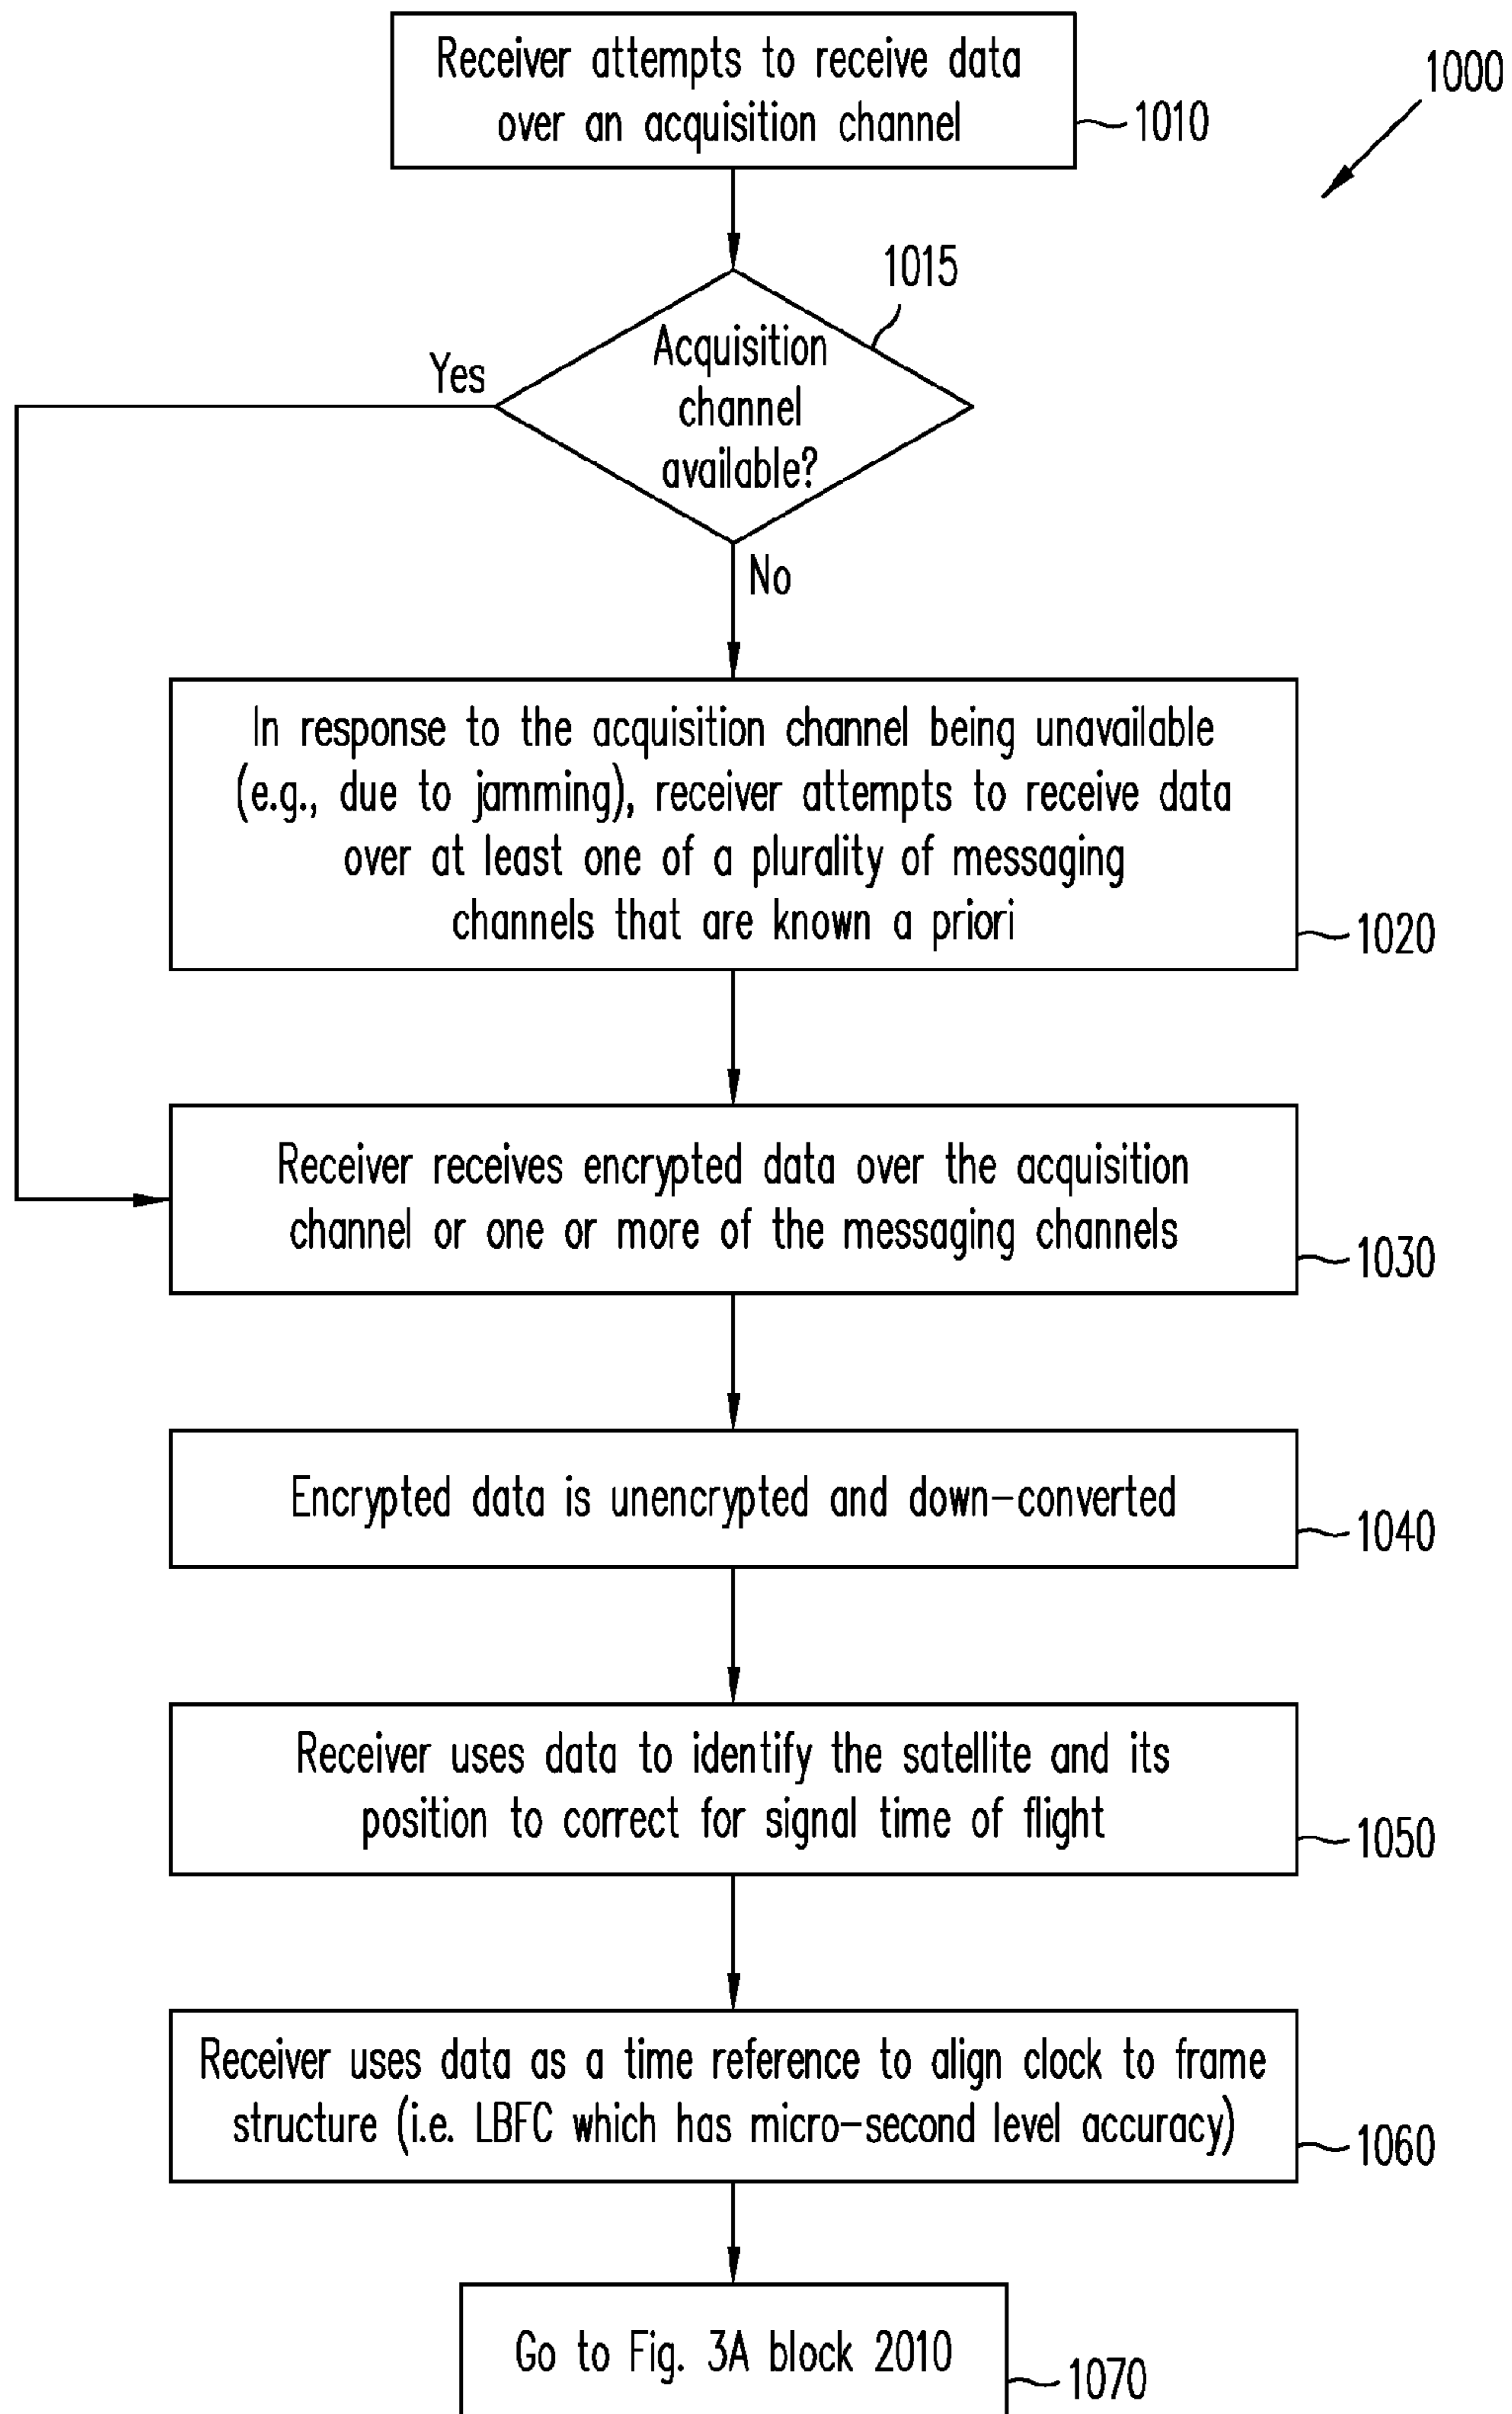 Receiver attempts to receive data
over an acquisition channel
1010
1000
1015
Acquisition
channel
available?
Yes
No
In response to the acquisition channel being unavailable
(e.g., due to jamming), receiver attempts to receive data
over at least one of a plurality of messaging
channels that are known a priori
1020
Receiver receives encrypted data over the acquisition
channel or one or more of the messaging channels
1030
Encrypted data is unencrypted and down-converted
1040
Receiver uses data to identify the satellite and its
position to correct for signal time of flight
1050
Receiver uses data as a time reference to align clock to frame
structure (i.e. LBFC which has micro-second level accuracy)
1060
Go to Fig. 3A block 2010
1070